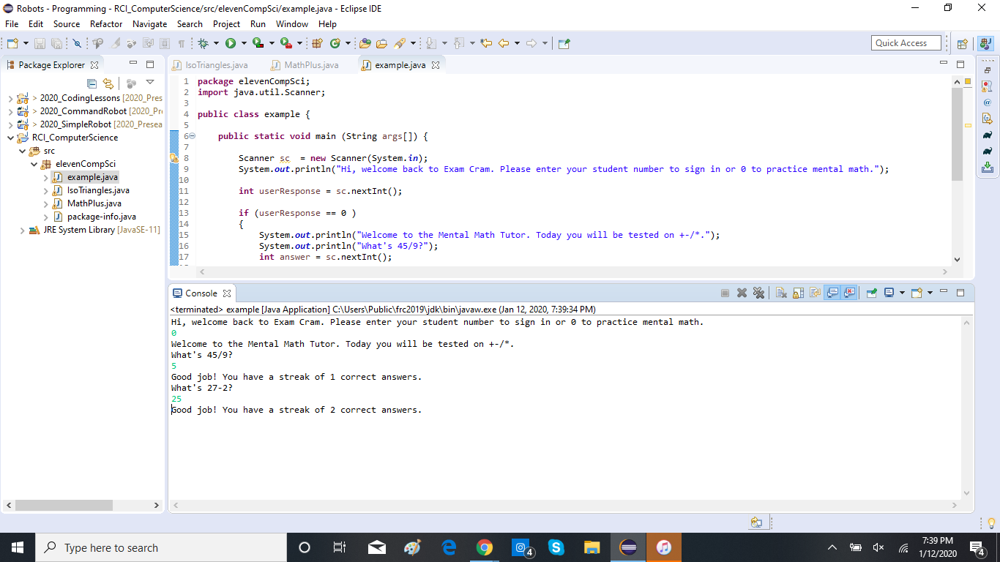 Robots - Programming - RCI_ComputerScience/src/elevenCompSci/example.java - Eclipse IDE
File Edit Source Refactor Navigate Search Project Run Window Help
Quick Access
Package Explorer
> 2020_CodingLessons [2020_Pres
> 2020_CommandRobot [2020_Pr
> 2020_SimpleRobot [2020_Presea
RCI_ComputerScience
src
elevenCompSci
example.java
IsoTriangles.java
MathPlus.java
package-info.java
JRE System Library [JavaSE-11]
IsoTriangles.java MathPlus.java example.java
1 package elevenCompSci;
2 import java.util.Scanner;
3
4 public class example {
5
6 public static void main (String args[]) {
7
8 Scanner sc  = new Scanner(System.in);
9 System.out.println("Hi, welcome back to Exam Cram. Please enter your student number to sign in or 0 to practice mental math.");
10
11 int userResponse = sc.nextInt();
12
13 if (userResponse == 0 )
14 {
15 System.out.println("Welcome to the Mental Math Tutor. Today you will be tested on +-/*.");
16 System.out.println("What's 45/9?");
17 int answer = sc.nextInt();
Console
<terminated> example [Java Application] C:\Users\Public\frc2019\jdk\bin\javaw.exe (Jan 12, 2020, 7:39:34 PM)
Hi, welcome back to Exam Cram. Please enter your student number to sign in or 0 to practice mental math.
0
Welcome to the Mental Math Tutor. Today you will be tested on +-/*.
What's 45/9?
5
Good job! You have a streak of 1 correct answers.
What's 27-2?
25
Good job! You have a streak of 2 correct answers.
Type here to search
4
7:39 PM
1/12/2020
4